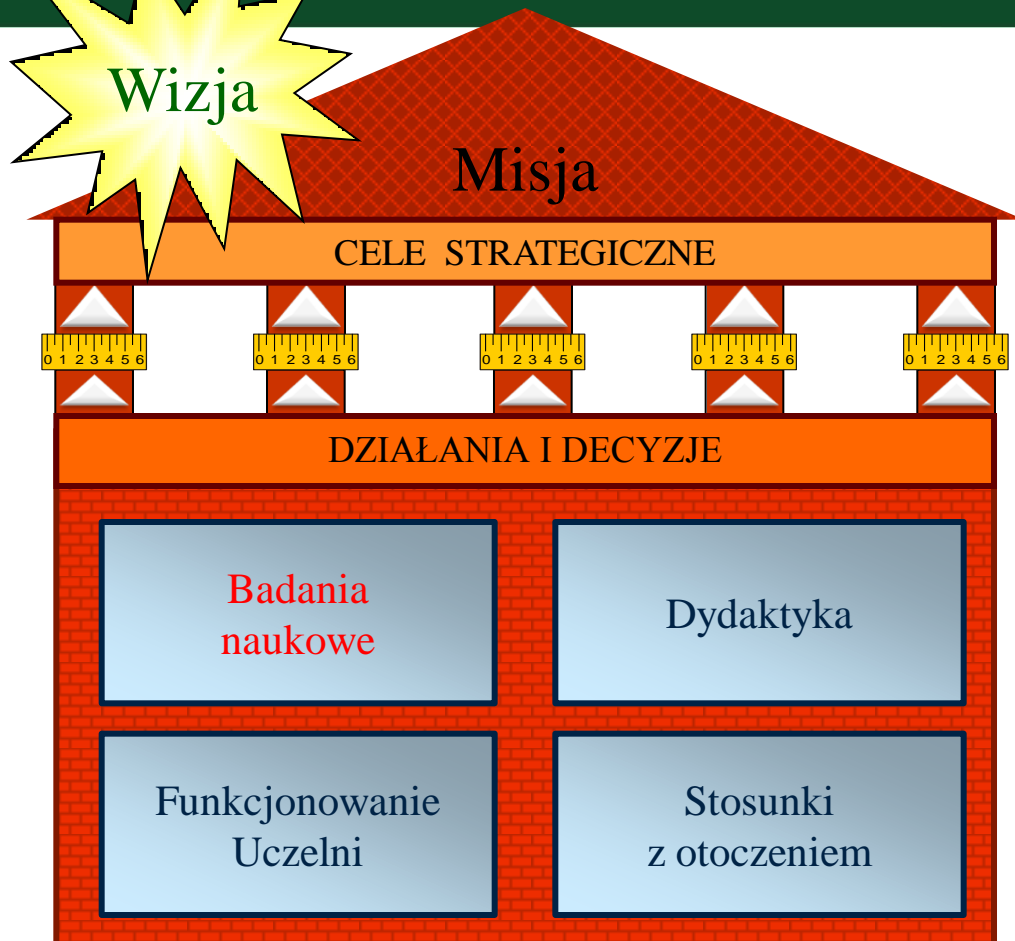 Wizja
Misja
CELE STRATEGICZNE
0 1 2 3 4 5 6
0 1 2 3 4 5 6
0 1 2 3 4 5 6
0 1 2 3 4 5 6
0 1 2 3 4 5 6
DZIAŁANIA I DECYZJE
Badania
naukowe
Dydaktyka
Funkcjonowanie
Uczelni
Stosunki
z otoczeniem